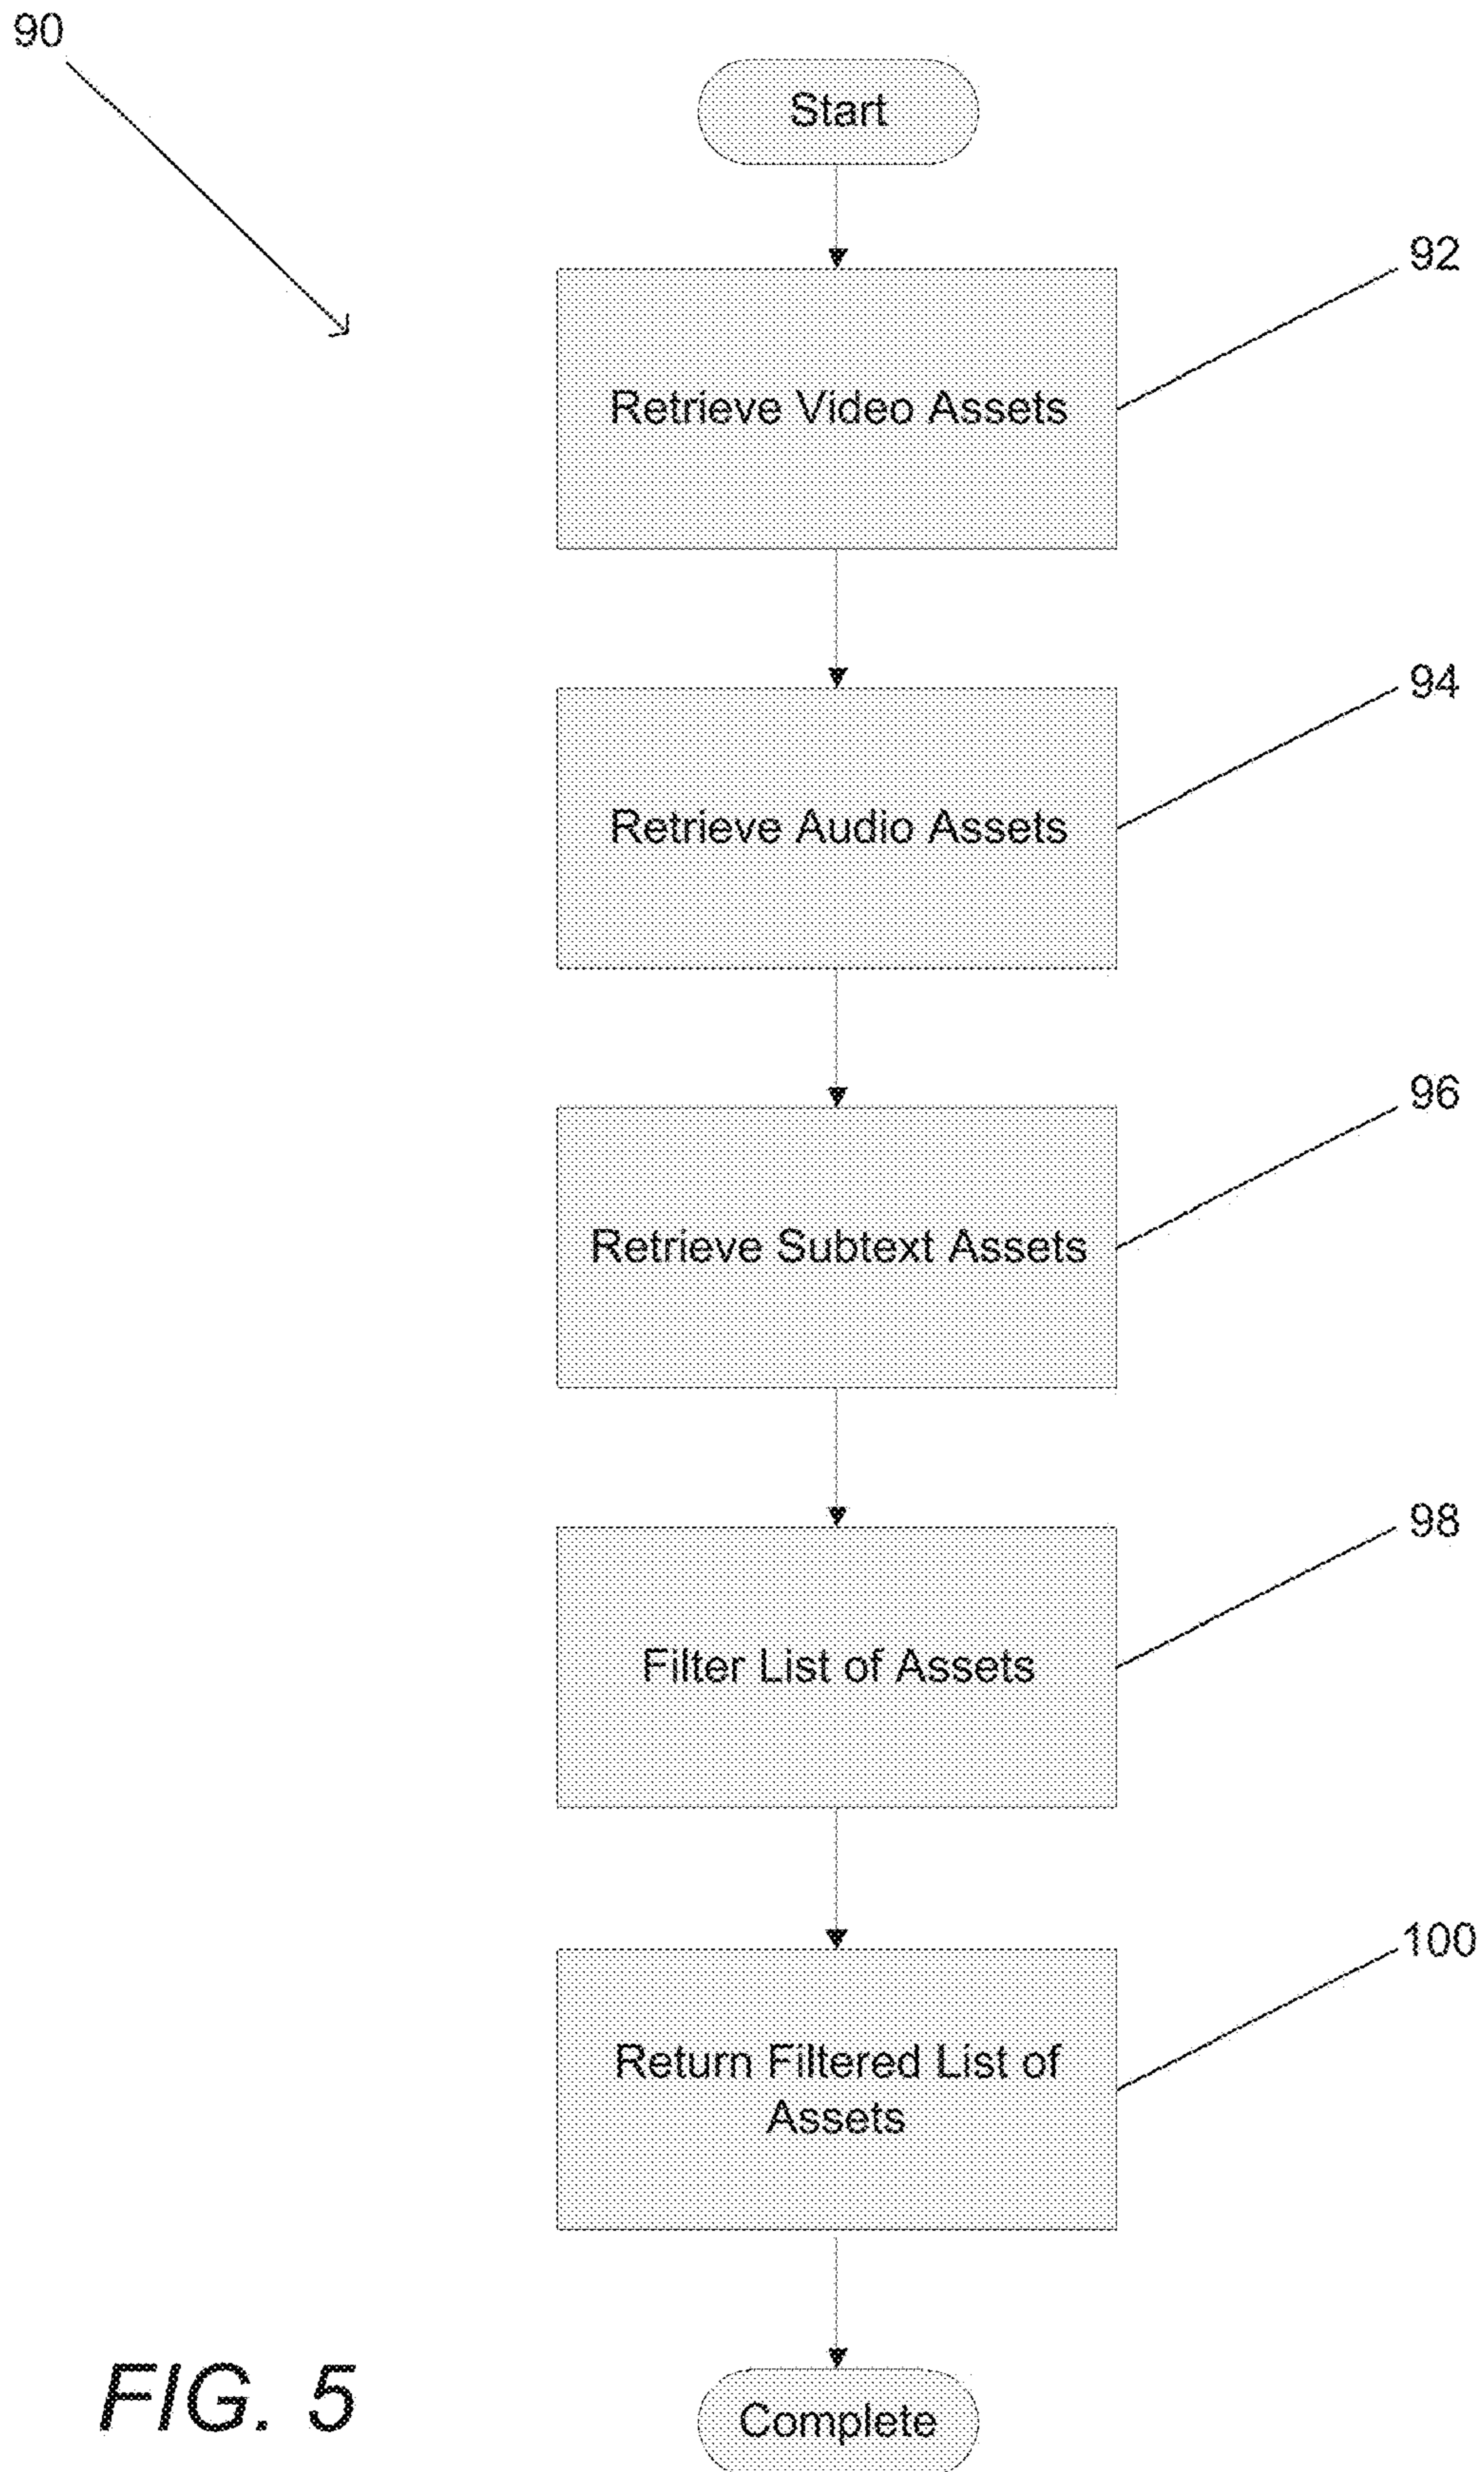 90
Start
92
Retrieve Video Assets
94
Retrieve Audio Assets
96
Retrieve Subtext Assets
98
Filter List of Assets
100
Return Filtered List of
Assets
FIG. 5
Complete